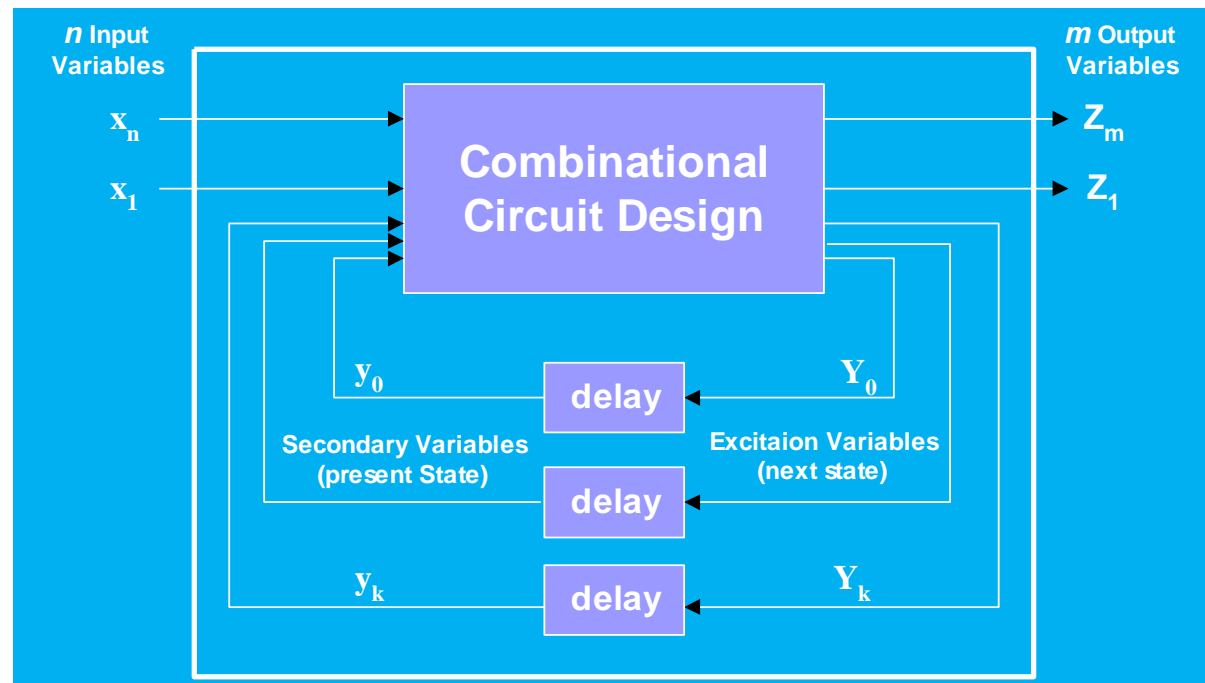 n Input
Variables
m Output
Variables
xn
Zm
x1
Z1
Combinational
Circuit Design
y0
delay
Y0
Secondary Variables
(present State)
Excitaion Variables
(next state)
delay
yk
delay
Yk